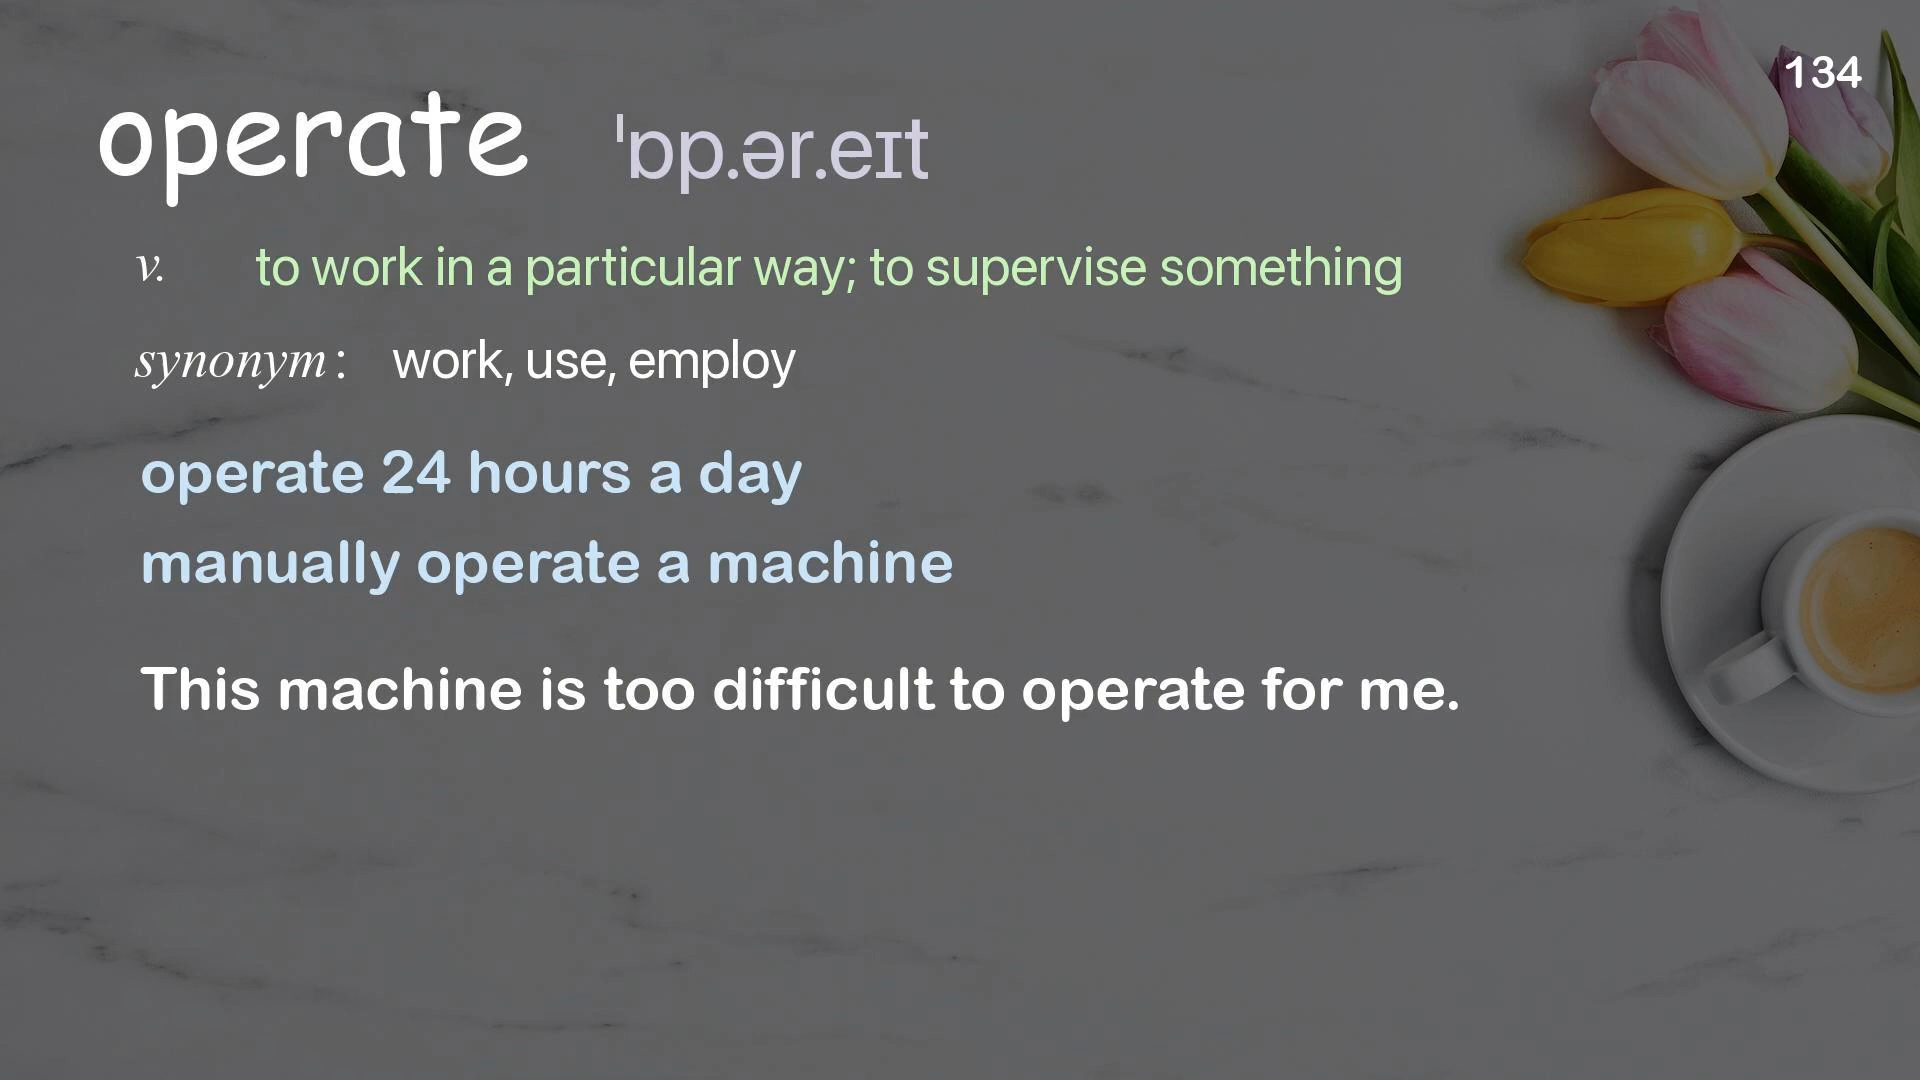 134
operate ˈɒp.ər.eɪt
v. to work in a particular way; to supervise something
synonym: work, use, employ
operate 24 hours a day
manually operate a machine
This machine is too difficult to operate for me.